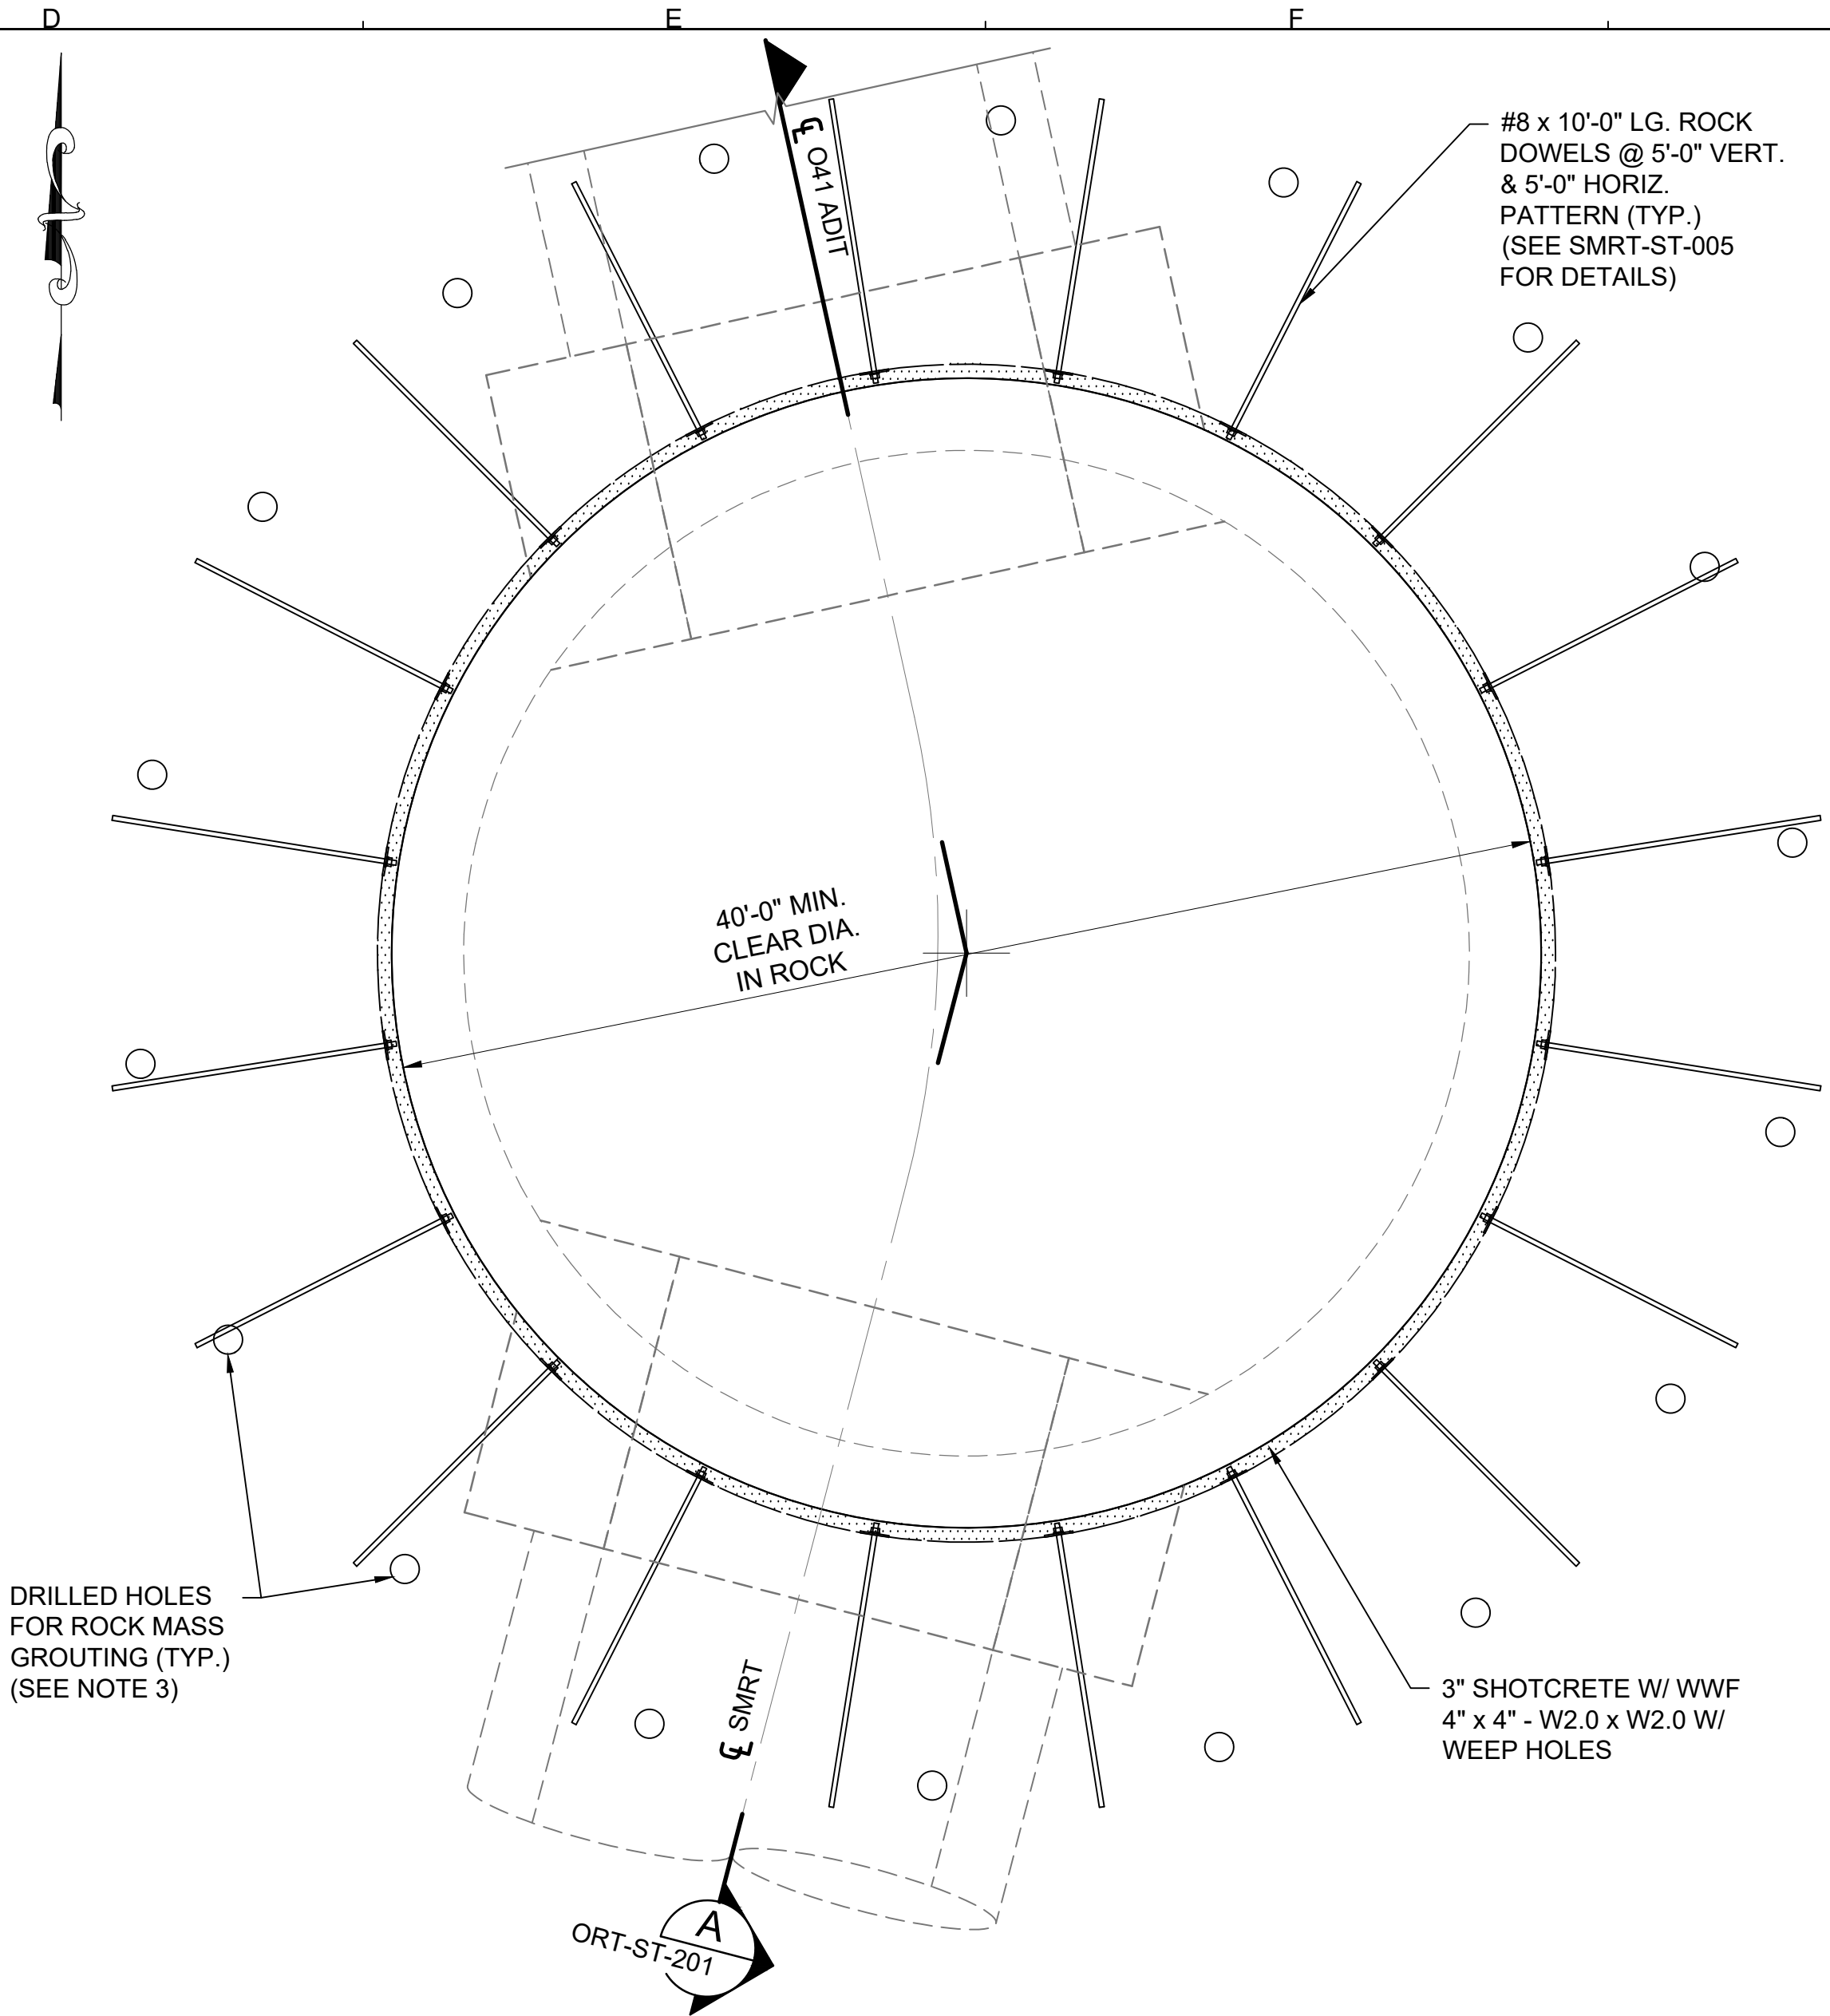 D
E
F
℄ O41 ADIT
#8 x 10'-0" LG. ROCK
DOWELS @ 5'-0" VERT.
& 5'-0" HORIZ.
PATTERN (TYP.)
(SEE SMRT-ST-005
FOR DETAILS)
40'-0" MIN.
CLEAR DIA.
IN ROCK
DRILLED HOLES
FOR ROCK MASS
GROUTING (TYP.)
(SEE NOTE 3)
℄ SMRT
3" SHOTCRETE W/ WWF
4" x 4" - W2.0 x W2.0 W/
WEEP HOLES
A
ORT-ST-201